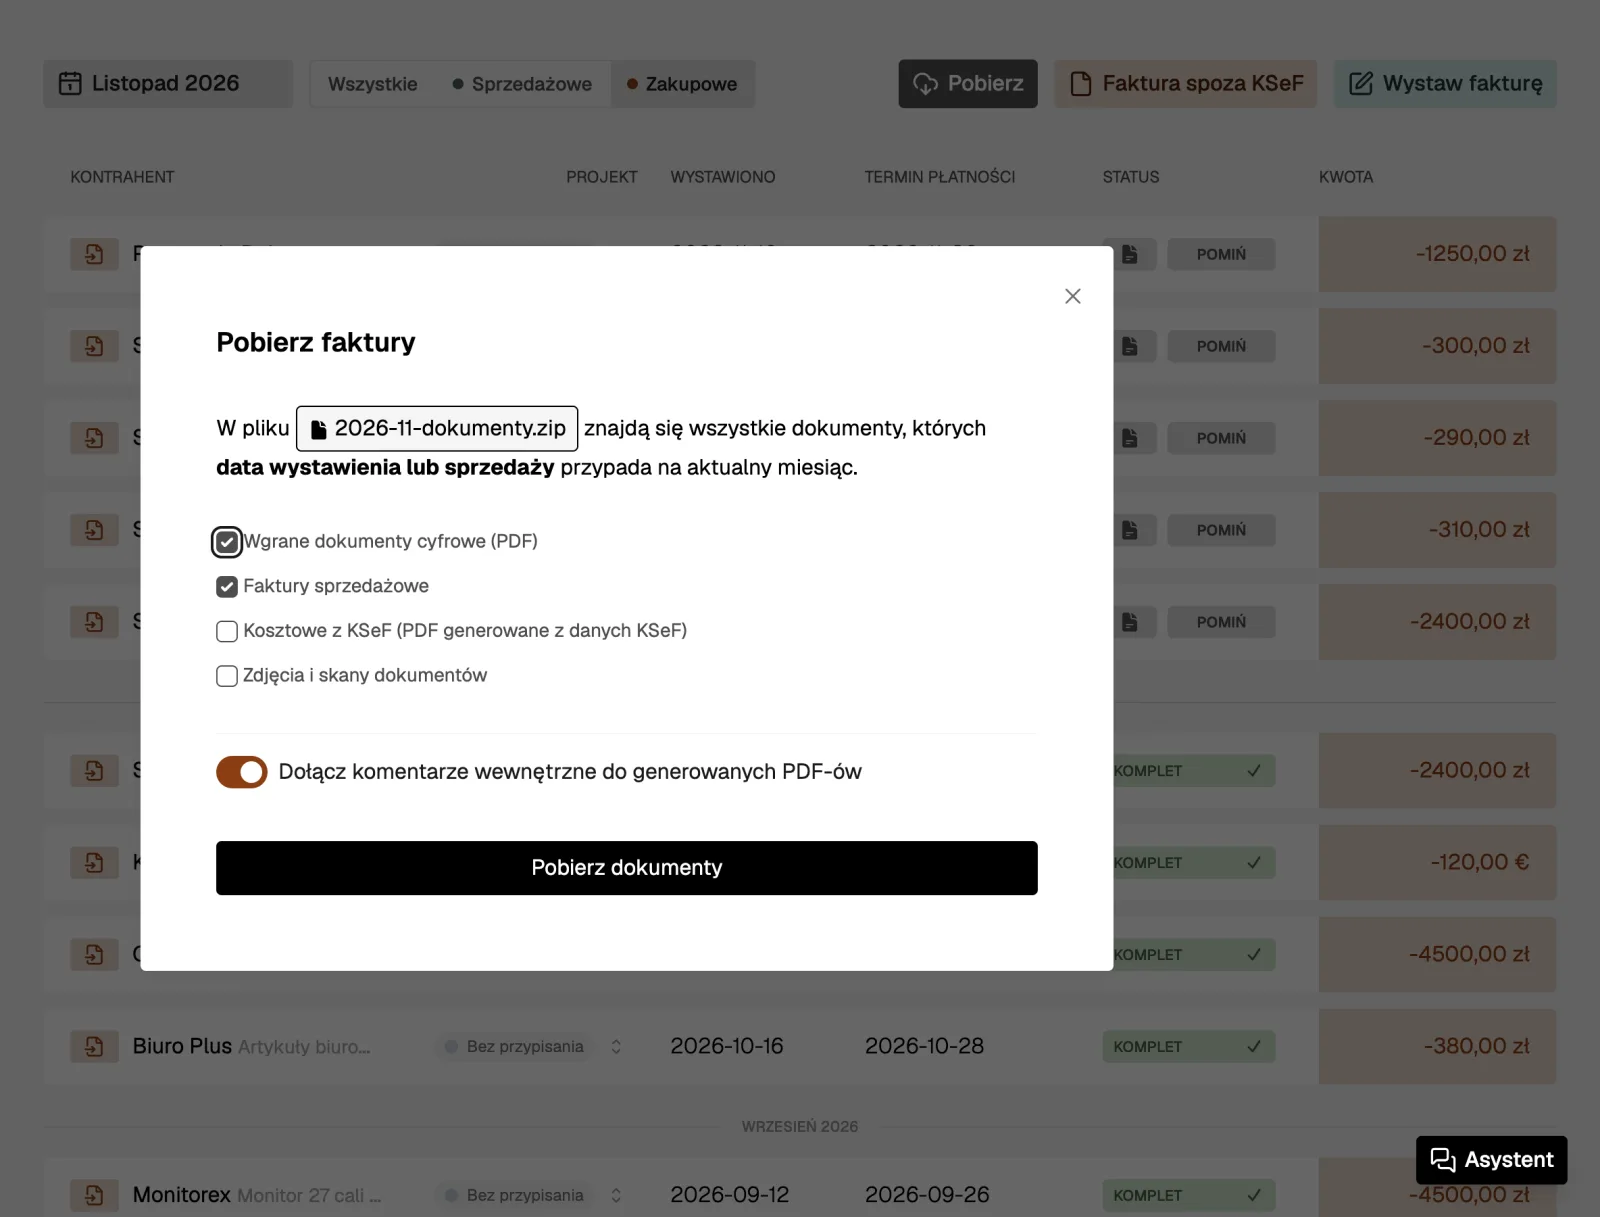 Listopad 2026
Wszystkie
Sprzedażowe
Zakupowe
Pobierz
Faktura spoza KSeF
Wystaw fakturę
KONTRAHENT PROJEKT WYSTAWIONO TERMIN PŁATNOŚCI STATUS KWOTA
POMIŃ -1250,00 zł
POMIŃ -300,00 zł
POMIŃ -290,00 zł
POMIŃ -310,00 zł
POMIŃ -2400,00 zł
KOMPLET -2400,00 zł
KOMPLET -120,00 €
KOMPLET -4500,00 zł
Pobierz faktury
W pliku 2026-11-dokumenty.zip znajdą się wszystkie dokumenty, których
data wystawienia lub sprzedaży przypada na aktualny miesiąc.
Wgrane dokumenty cyfrowe (PDF)
Faktury sprzedażowe
Kosztowe z KSeF (PDF generowane z danych KSeF)
Zdjęcia i skany dokumentów
Dołącz komentarze wewnętrzne do generowanych PDF-ów
Pobierz dokumenty
Biuro Plus Artykuły biuro... Bez przypisania 2026-10-16 2026-10-28 KOMPLET -380,00 zł
WRZESIEŃ 2026
Monitorex Monitor 27 cali ... Bez przypisania 2026-09-12 2026-09-26 KOMPLET -4500,00 zł
Asystent